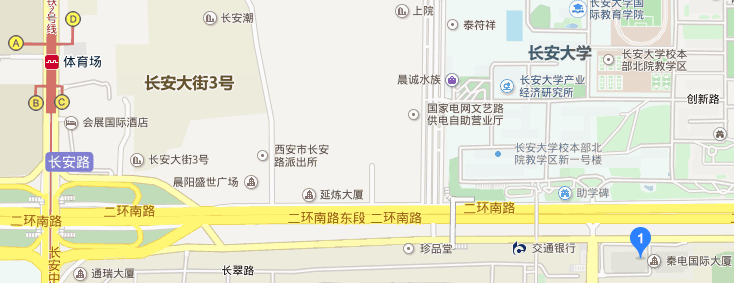 铁2号线
A
D
体育场
B
C
会展国际酒店
长安路
长安潮
长安大街3号
长安大街3号
西安市长安
路派出所
晨阳盛世广场
延炼大厦
上院
泰符祥
晨诚水族
国家电网文艺路
供电自助营业厅
长安大学国
际教育学院
长安大学
长安大学校本
部北院教学区
长安大学产业
经济研究所
创新路
长安大学校本部北
院教学区新一号楼
助学碑
二环南路
二环南路
二环南路东段
二环南路
二环南路
二
长安中
通瑞大厦
长翠路
珍品堂
交通银行
1
秦电国际大厦